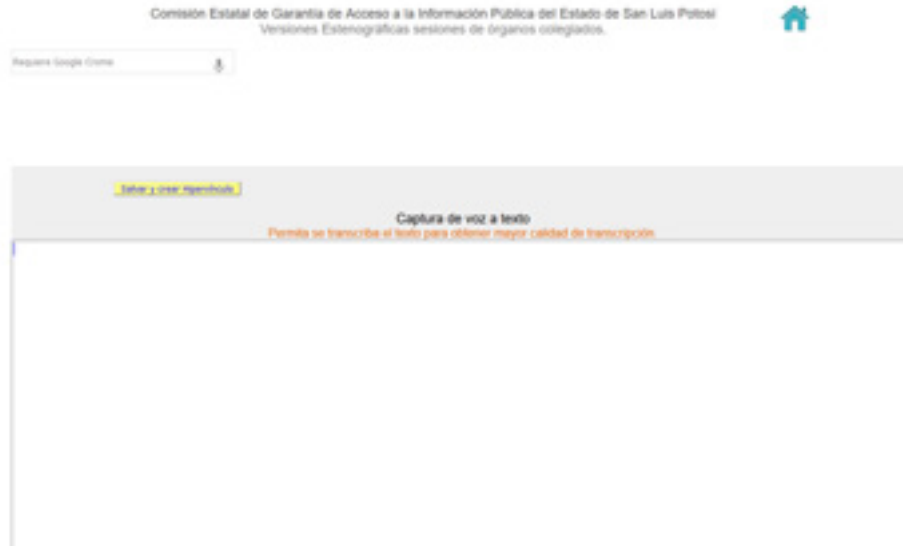 Comisión Estatal de Garantía de Acceso a la Información Pública del Estado de San Luis Potosí
Versiones Estenográficas sesiones de órganos colegiados.
Requiere Google Crome
Salvar y crear Hipervínculo
Captura de voz a texto
Permita se transcriba el texto para obtener mayor calidad de transcripción.